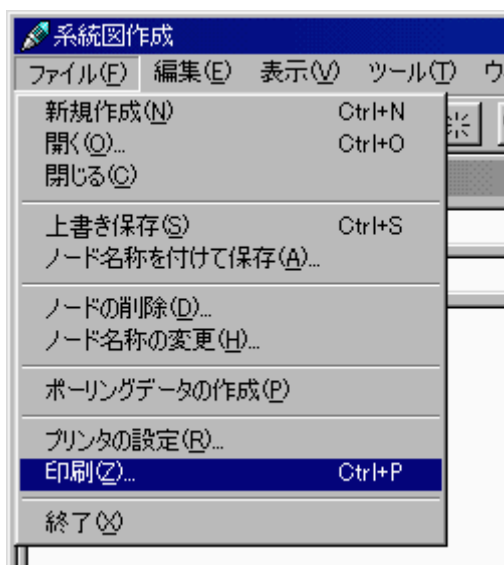 系統図作成
ファイル(F) 編集(E) 表示(V) ツール(T) ウ
新規作成(N) Ctrl+N
開く(O)... Ctrl+O
閉じる(C)
上書き保存(S) Ctrl+S
ノード名称を付けて保存(A)...
ノードの削除(D)...
ノード名称の変更(H)...
ポーリングデータの作成(P)
プリンタの設定(R)...
印刷(Z)... Ctrl+P
終了(X)